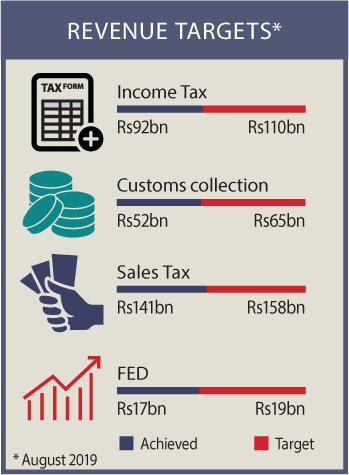 REVENUE TARGETS*
TAX FORM
Income Tax
Rs92bn Rs110bn
Customs collection
Rs52bn Rs65bn
Sales Tax
Rs141bn Rs158bn
FED
Rs17bn Rs19bn
* August 2019 Achieved Target